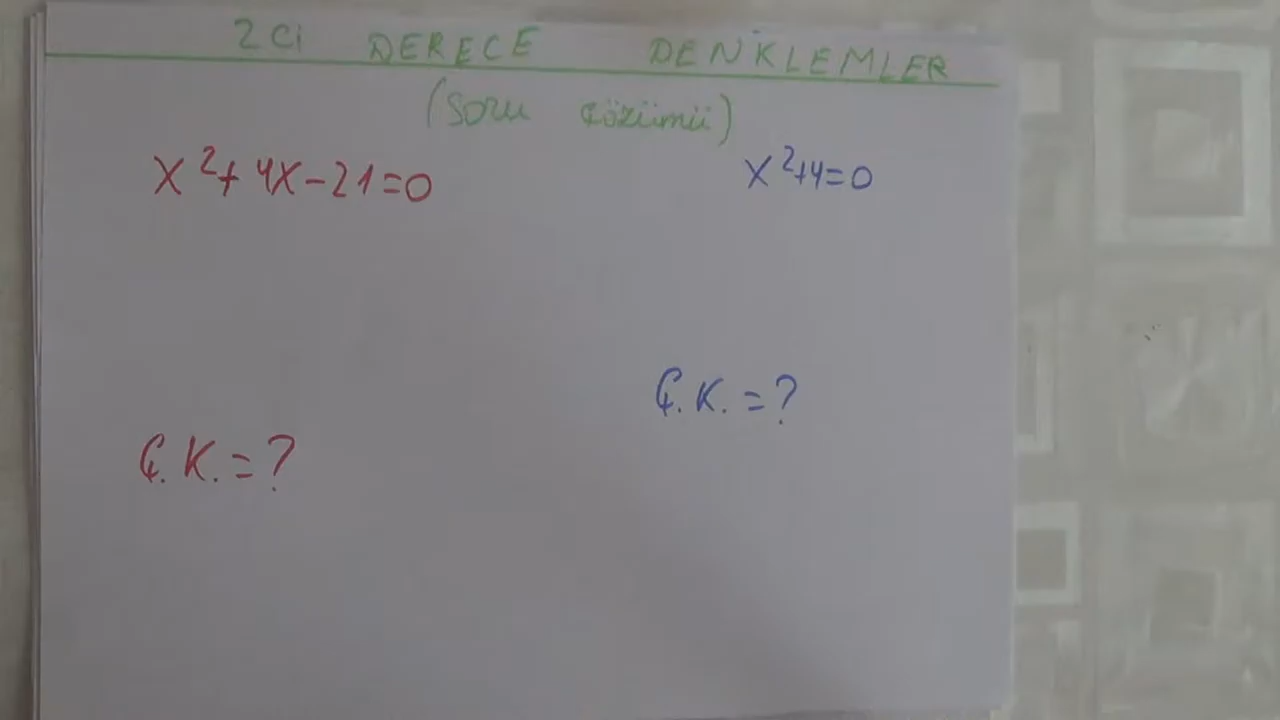 2Cİ DERECE DENKLEMLER
(Soru çözümü)
x²+4x-21=0
x²+4=0
Ç.K.=?
Ç.K.=?